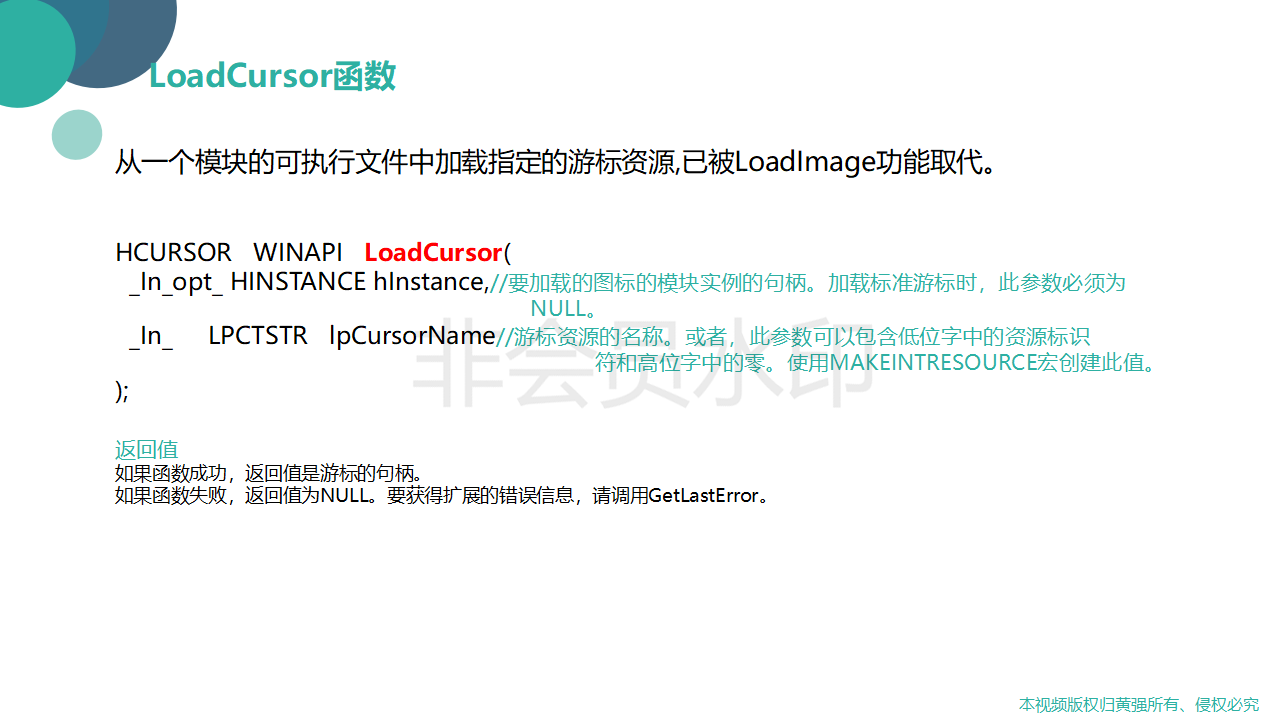 LoadCursor函数
从一个模块的可执行文件中加载指定的游标资源,已被LoadImage功能取代。
HCURSOR WINAPI LoadCursor(
_In_opt_ HINSTANCE hInstance,//要加载的图标的模块实例的句柄。加载标准游标时，此参数必须为
NULL。
_In_ LPCTSTR lpCursorName//游标资源的名称。或者，此参数可以包含低位字中的资源标识
符和高位字中的零。使用MAKEINTRESOURCE宏创建此值。
);
非会员水印
返回值
如果函数成功，返回值是游标的句柄。
如果函数失败，返回值为NULL。要获得扩展的错误信息，请调用GetLastError。
本视频版权归黄强所有、侵权必究